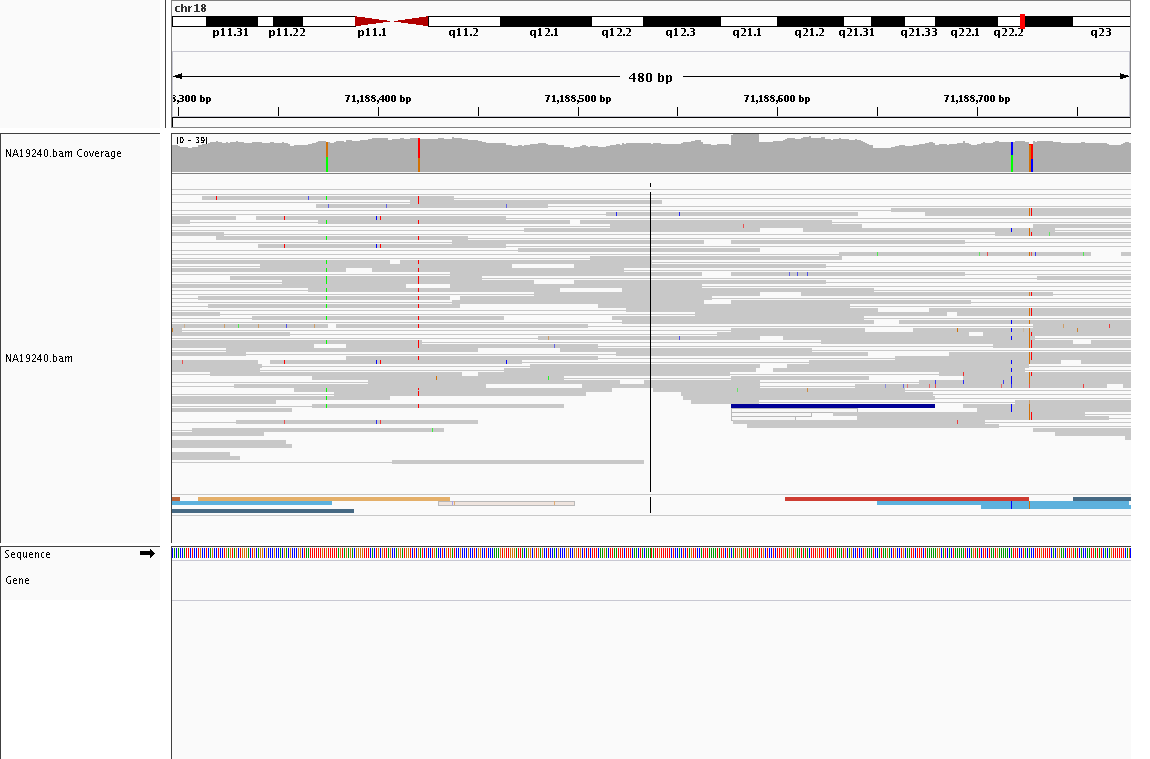 chr18
p11.31 p11.22 p11.1 q11.2 q12.1 q12.2 q12.3 q21.1 q21.2 q21.31 q21.33 q22.1 q22.2 q23
480 bp
3,300 bp 71,188,400 bp 71,188,500 bp 71,188,600 bp 71,188,700 bp
[0 - 39]
NA19240.bam Coverage
NA19240.bam
Sequence
Gene